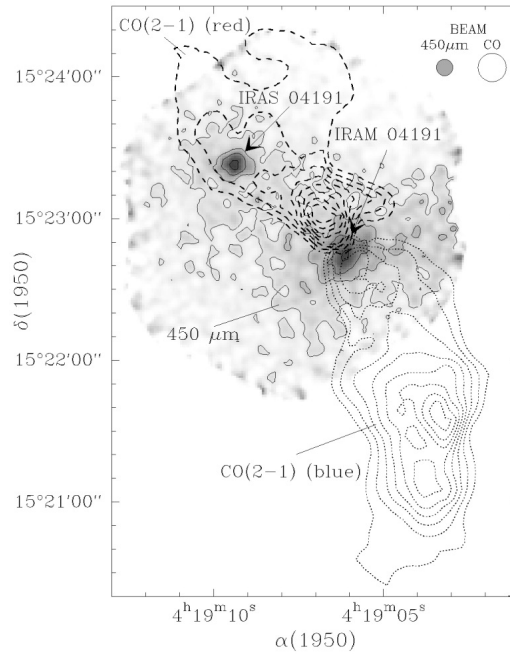 CO(2-1) (red)
BEAM
450μm CO
15°24'00''
IRAS 04191
IRAM 04191
15°23'00''
δ(1950)
450 μm
15°22'00''
CO(2-1) (blue)
15°21'00''
4ʰ19ᵐ10ˢ 4ʰ19ᵐ05ˢ
α(1950)